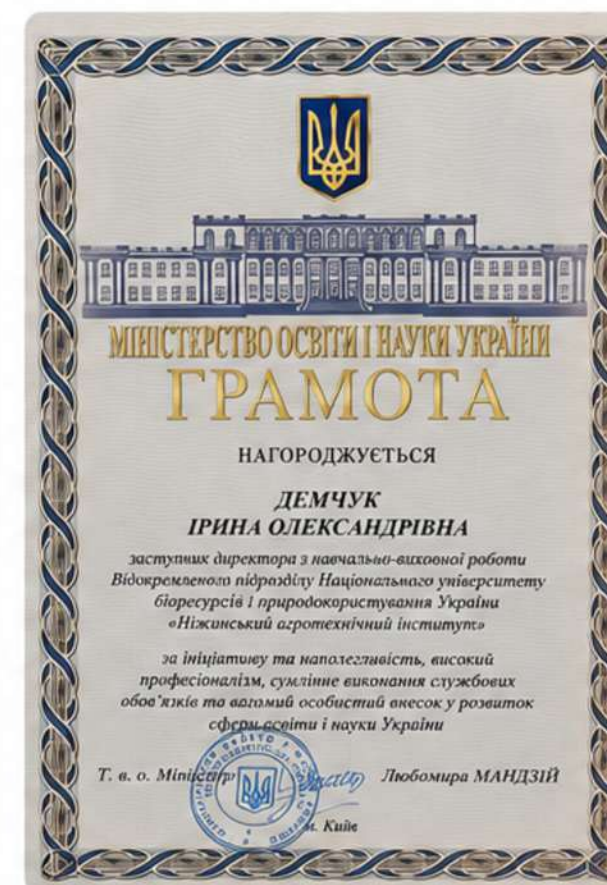 МІНІСТЕРСТВО ОСВІТИ І НАУКИ УКРАЇНИ
ГРАМОТА
НАГОРОДЖУЄТЬСЯ
ДЕМЧУК
ІРИНА ОЛЕКСАНДРІВНА
заступник директора з навчально-виховної роботи
Відокремленого підрозділу Національного університету
біоресурсів і природокористування України
«Ніжинський агротехнічний інститут»
за ініціативу та наполегливість, високий
професіоналізм, сумлінне виконання службових
обов'язків та вагомий особистий внесок у розвиток
сфери освіти і науки України
Т. в. о. Міністра Любомира МАНДЗІЙ
м. Київ